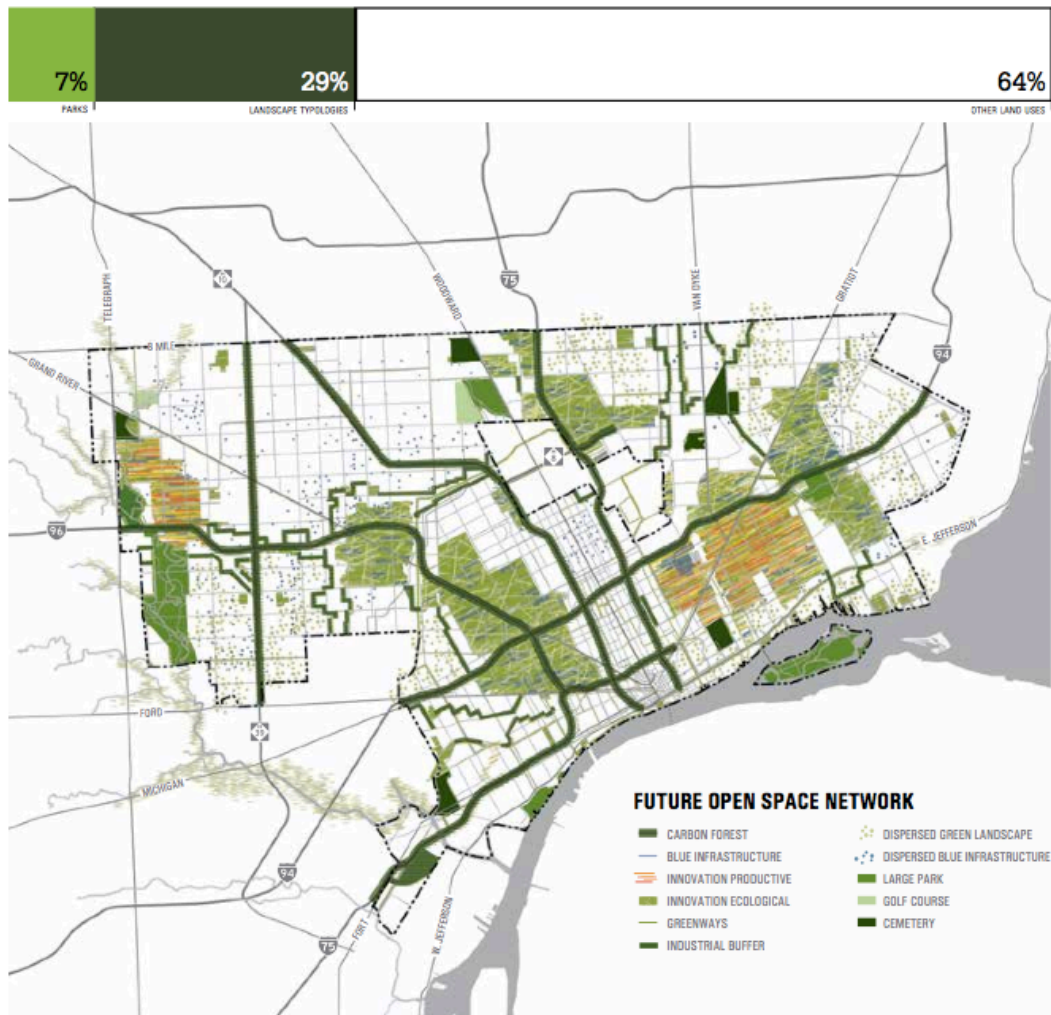 7%
29%
64%
PARKS
LANDSCAPE TYPOLOGIES
OTHER LAND USES
TELEGRAPH
10
WOODWARD
75
VAN DYKE
GRATIOT
8 MILE
94
GRAND RIVER
8
96
E. JEFFERSON
FORD
39
MICHIGAN
94
75
FORT
W. JEFFERSON
FUTURE OPEN SPACE NETWORK
CARBON FOREST
BLUE INFRASTRUCTURE
INNOVATION PRODUCTIVE
INNOVATION ECOLOGICAL
GREENWAYS
INDUSTRIAL BUFFER
DISPERSED GREEN LANDSCAPE
DISPERSED BLUE INFRASTRUCTURE
LARGE PARK
GOLF COURSE
CEMETERY